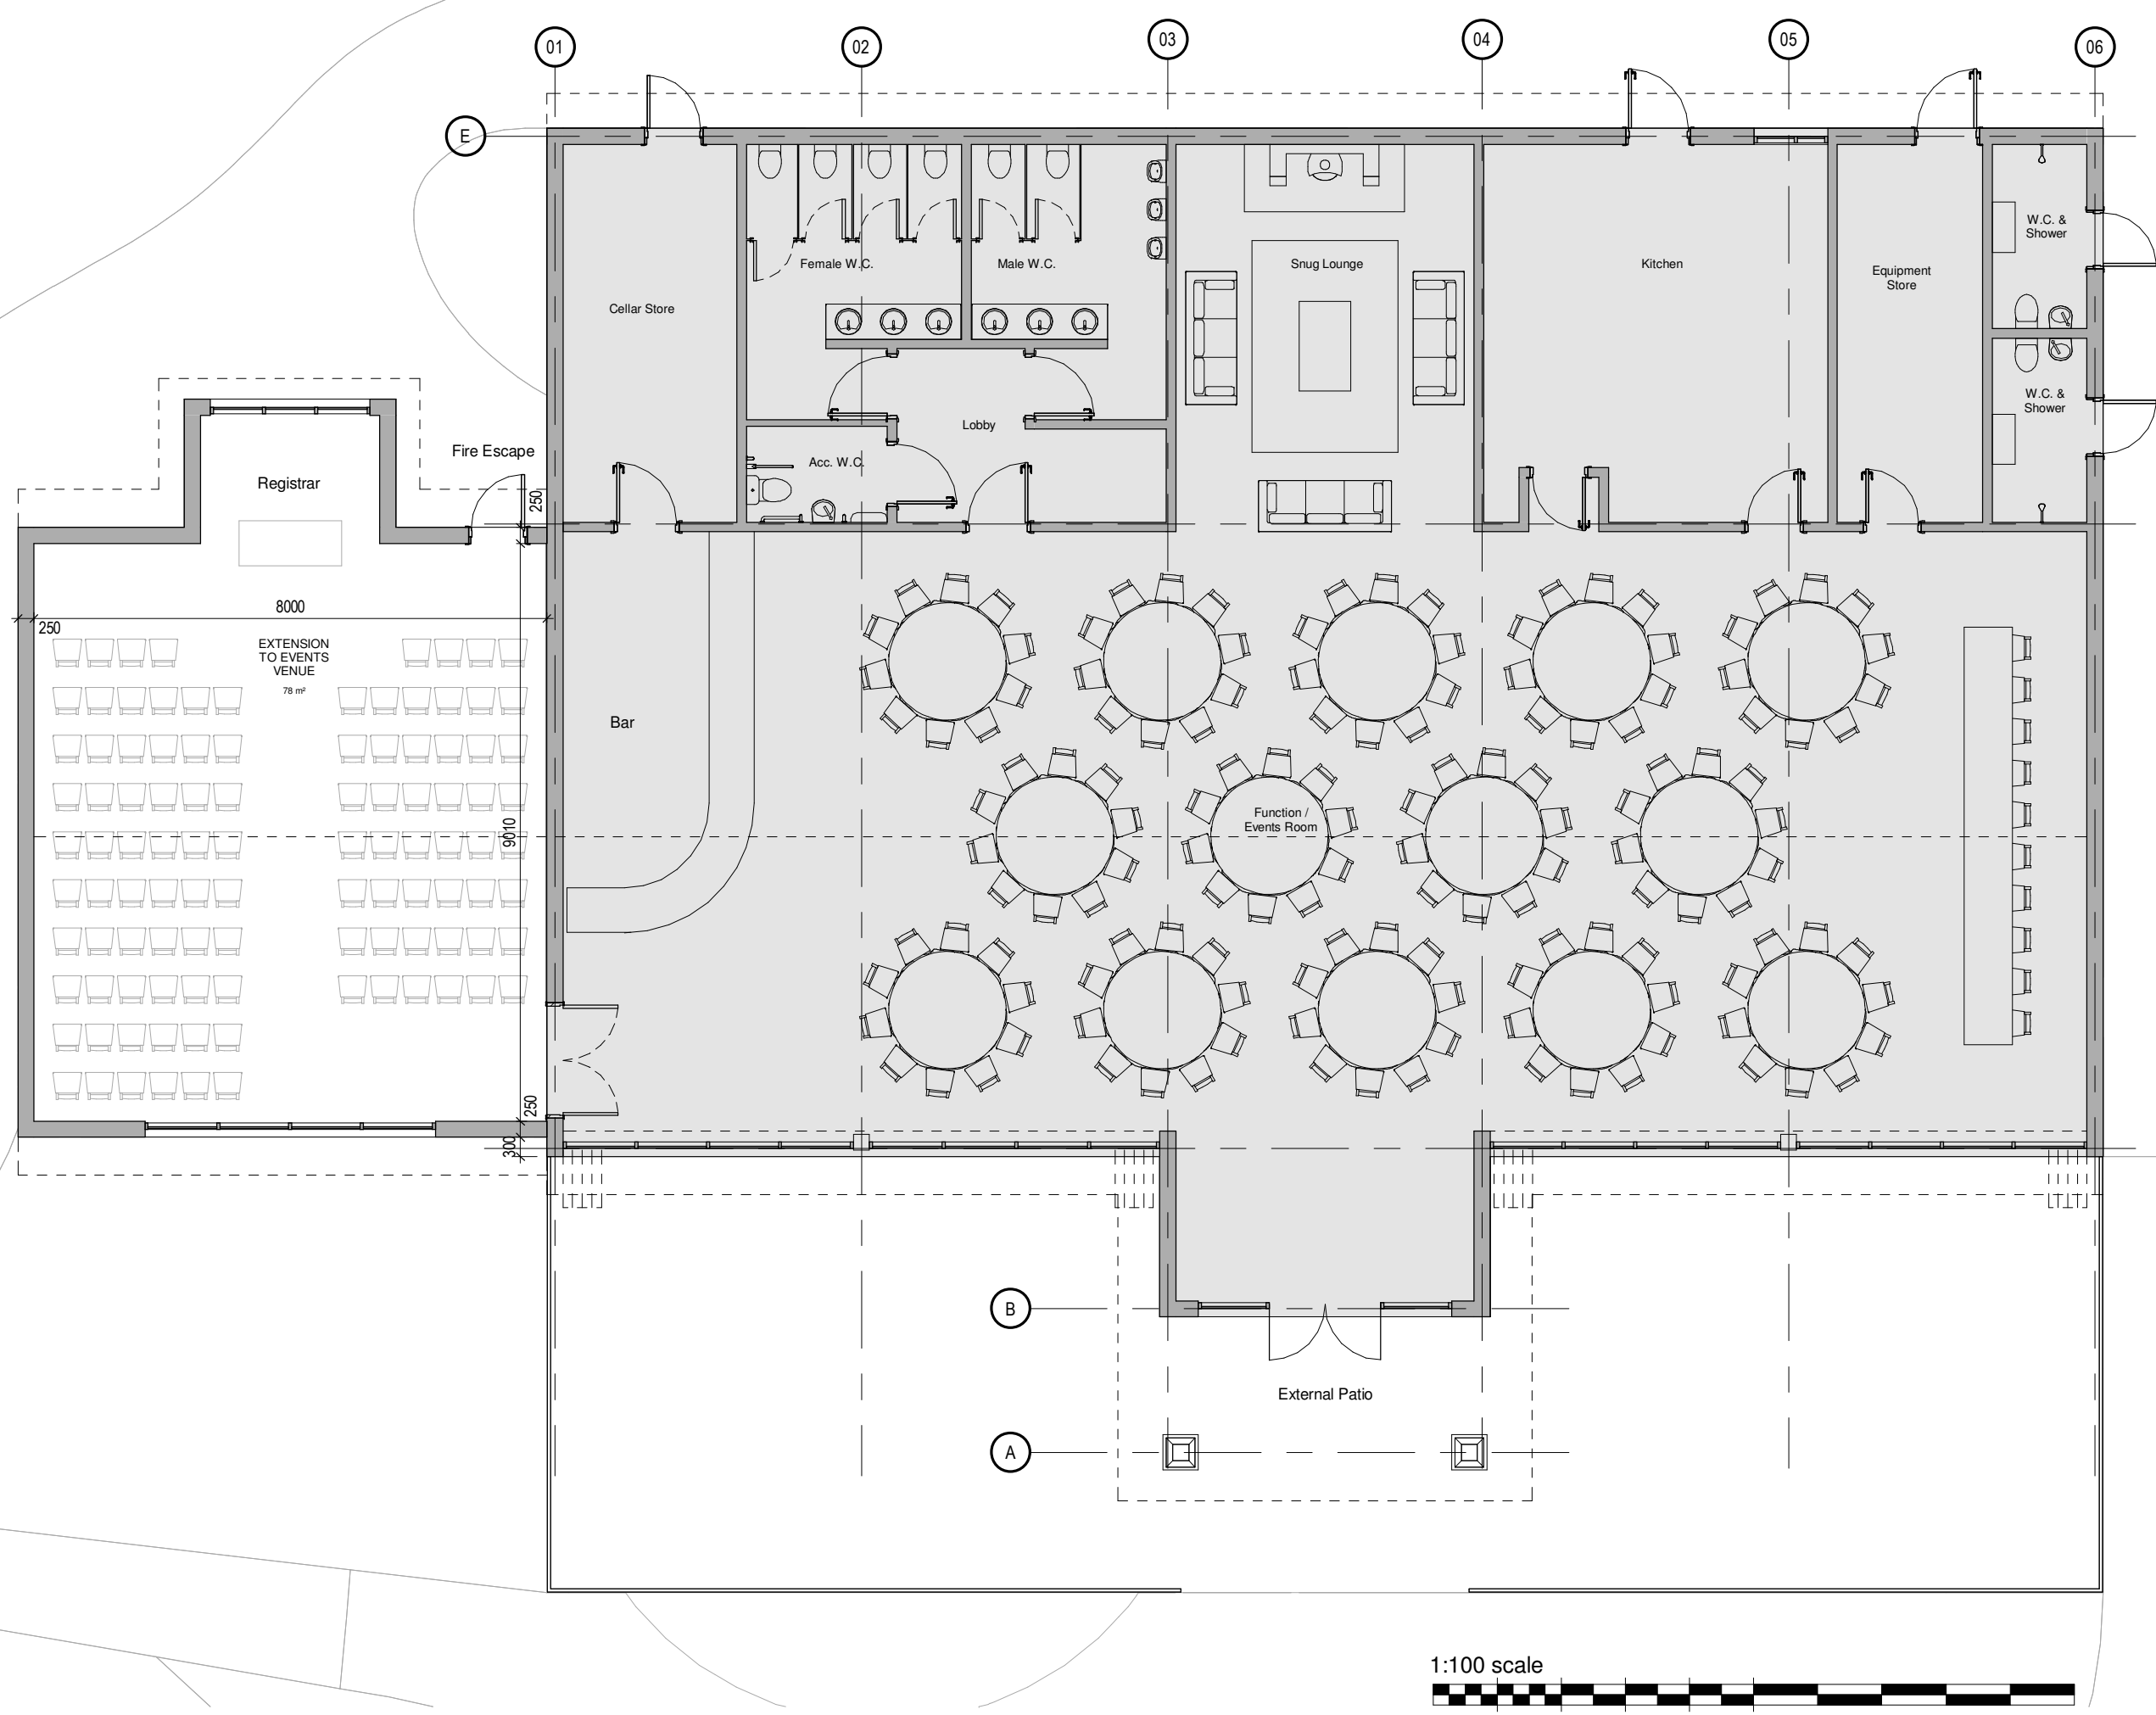 01
02
03
04
05
06
E
W.C. &
Shower
Female W.C.
Male W.C.
Snug Lounge
Kitchen
Equipment
Store
Cellar Store
W.C. &
Shower
Lobby
Fire Escape
Acc. W.C.
Registrar
250
8000
250
EXTENSION
TO EVENTS
VENUE
78 m²
Bar
9010
Function /
Events Room
250
300
B
External Patio
A
1:100 scale